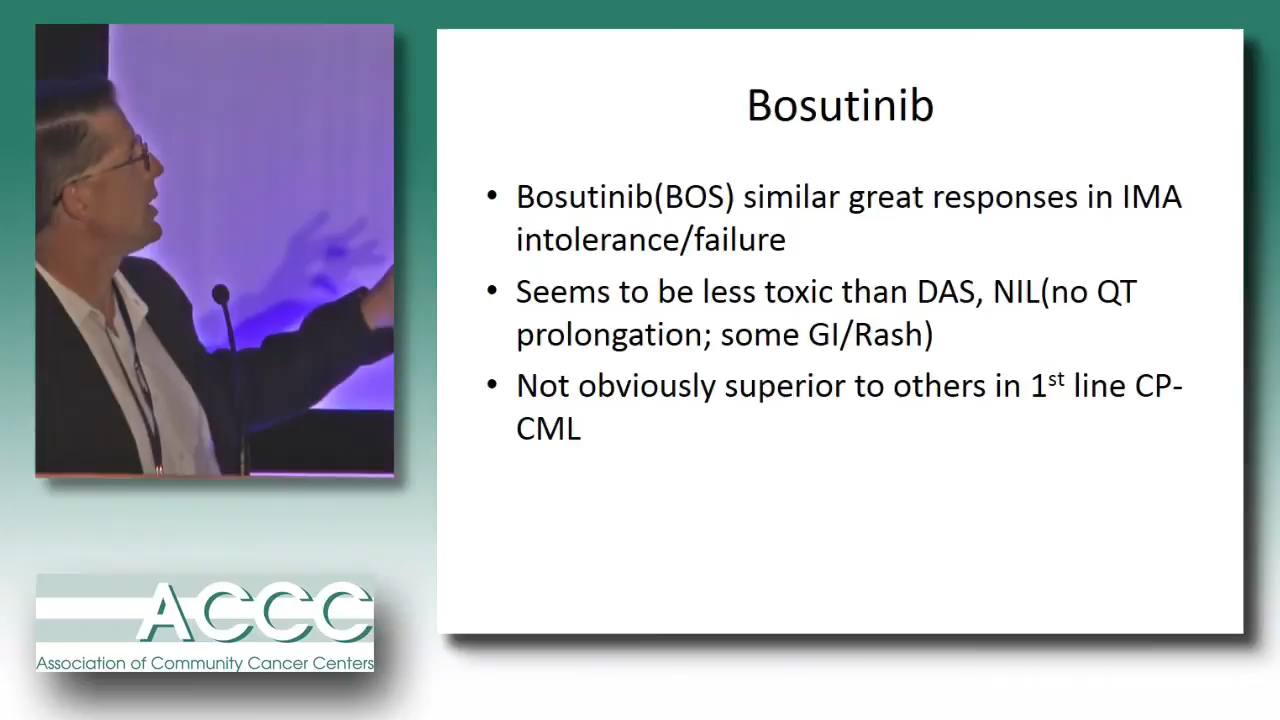 Bosutinib
• Bosutinib(BOS) similar great responses in IMA
intolerance/failure
• Seems to be less toxic than DAS, NIL(no QT
prolongation; some GI/Rash)
• Not obviously superior to others in 1st line CP-
CML
ACCC
Association of Community Cancer Centers